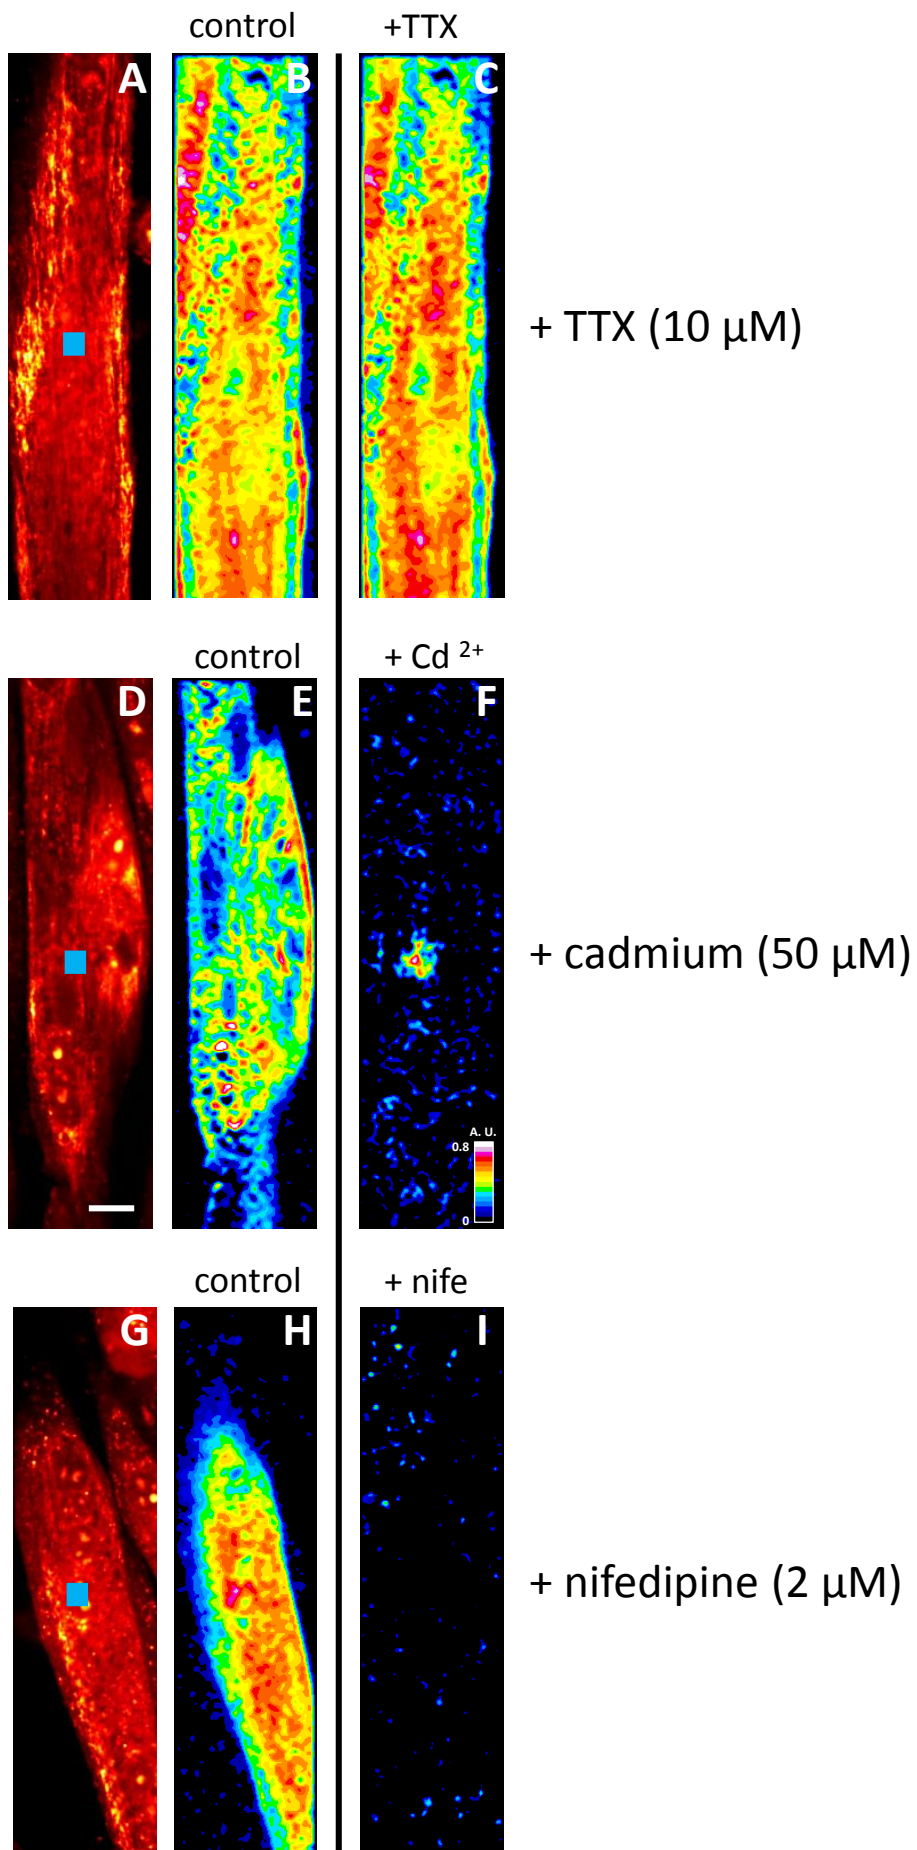 control +TTX
A B C
+ TTX (10 µM)
control + Cd 2+
D E F
+ cadmium (50 µM)
A. U.
0.8
0
control + nife
G H I
+ nifedipine (2 µM)